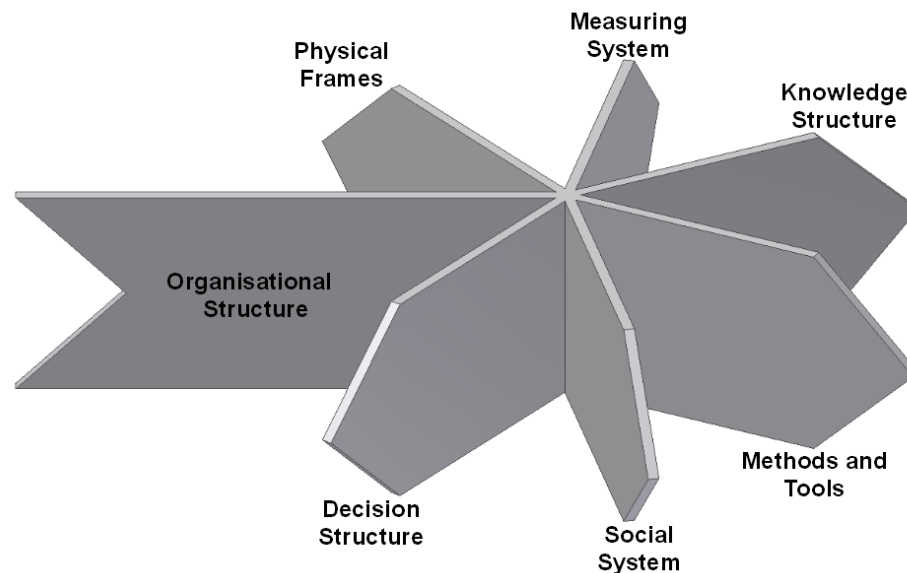 Measuring
System
Physical
Frames
Knowledge
Structure
Organisational
Structure
Methods and
Tools
Decision
Structure
Social
System